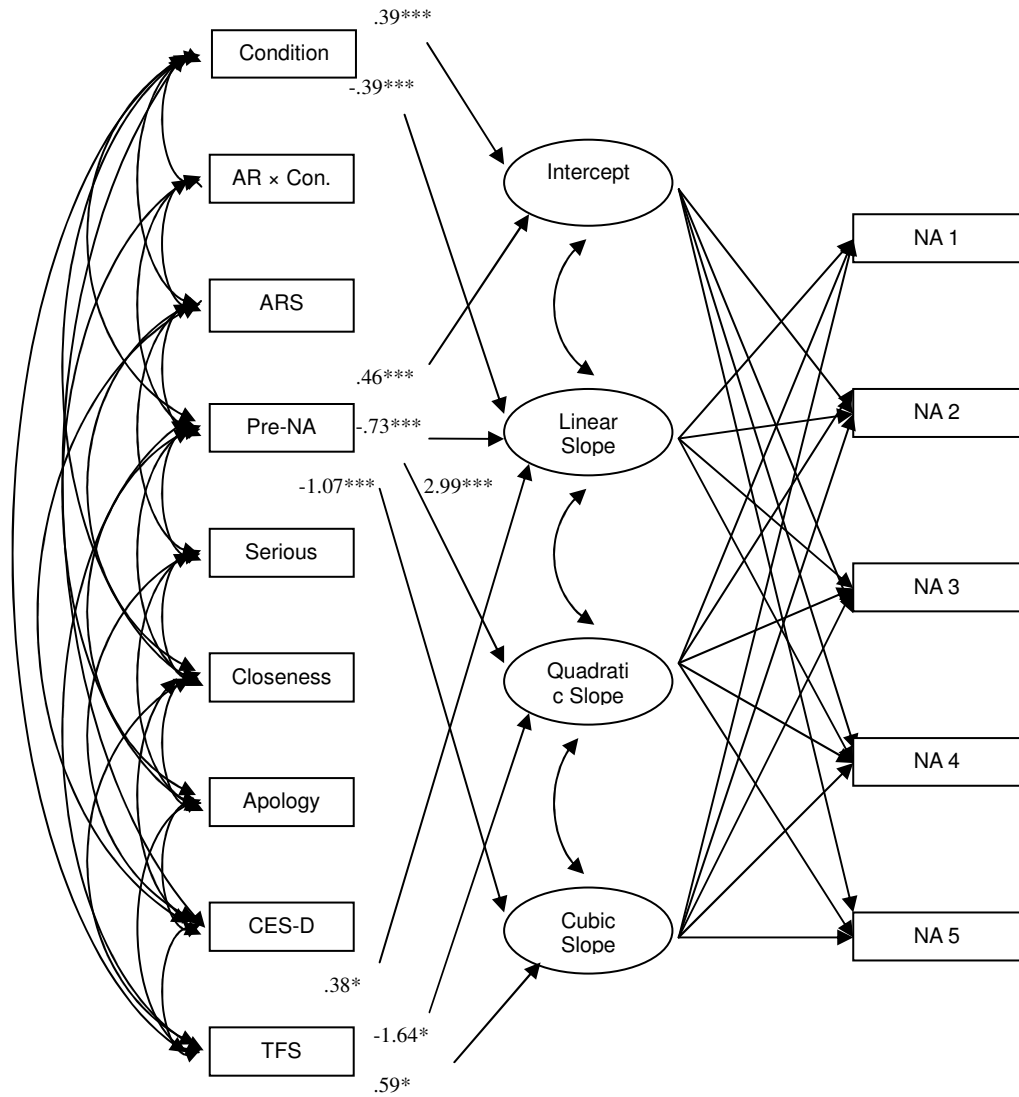 .39***
Condition
-.39***
AR × Con.
Intercept
NA 1
ARS
.46***
Pre-NA
-.73***
Linear
Slope
NA 2
-1.07***
2.99***
Serious
NA 3
Closeness
Quadrati
c Slope
NA 4
Apology
CES-D
Cubic
Slope
NA 5
.38*
-1.64*
TFS
.59*